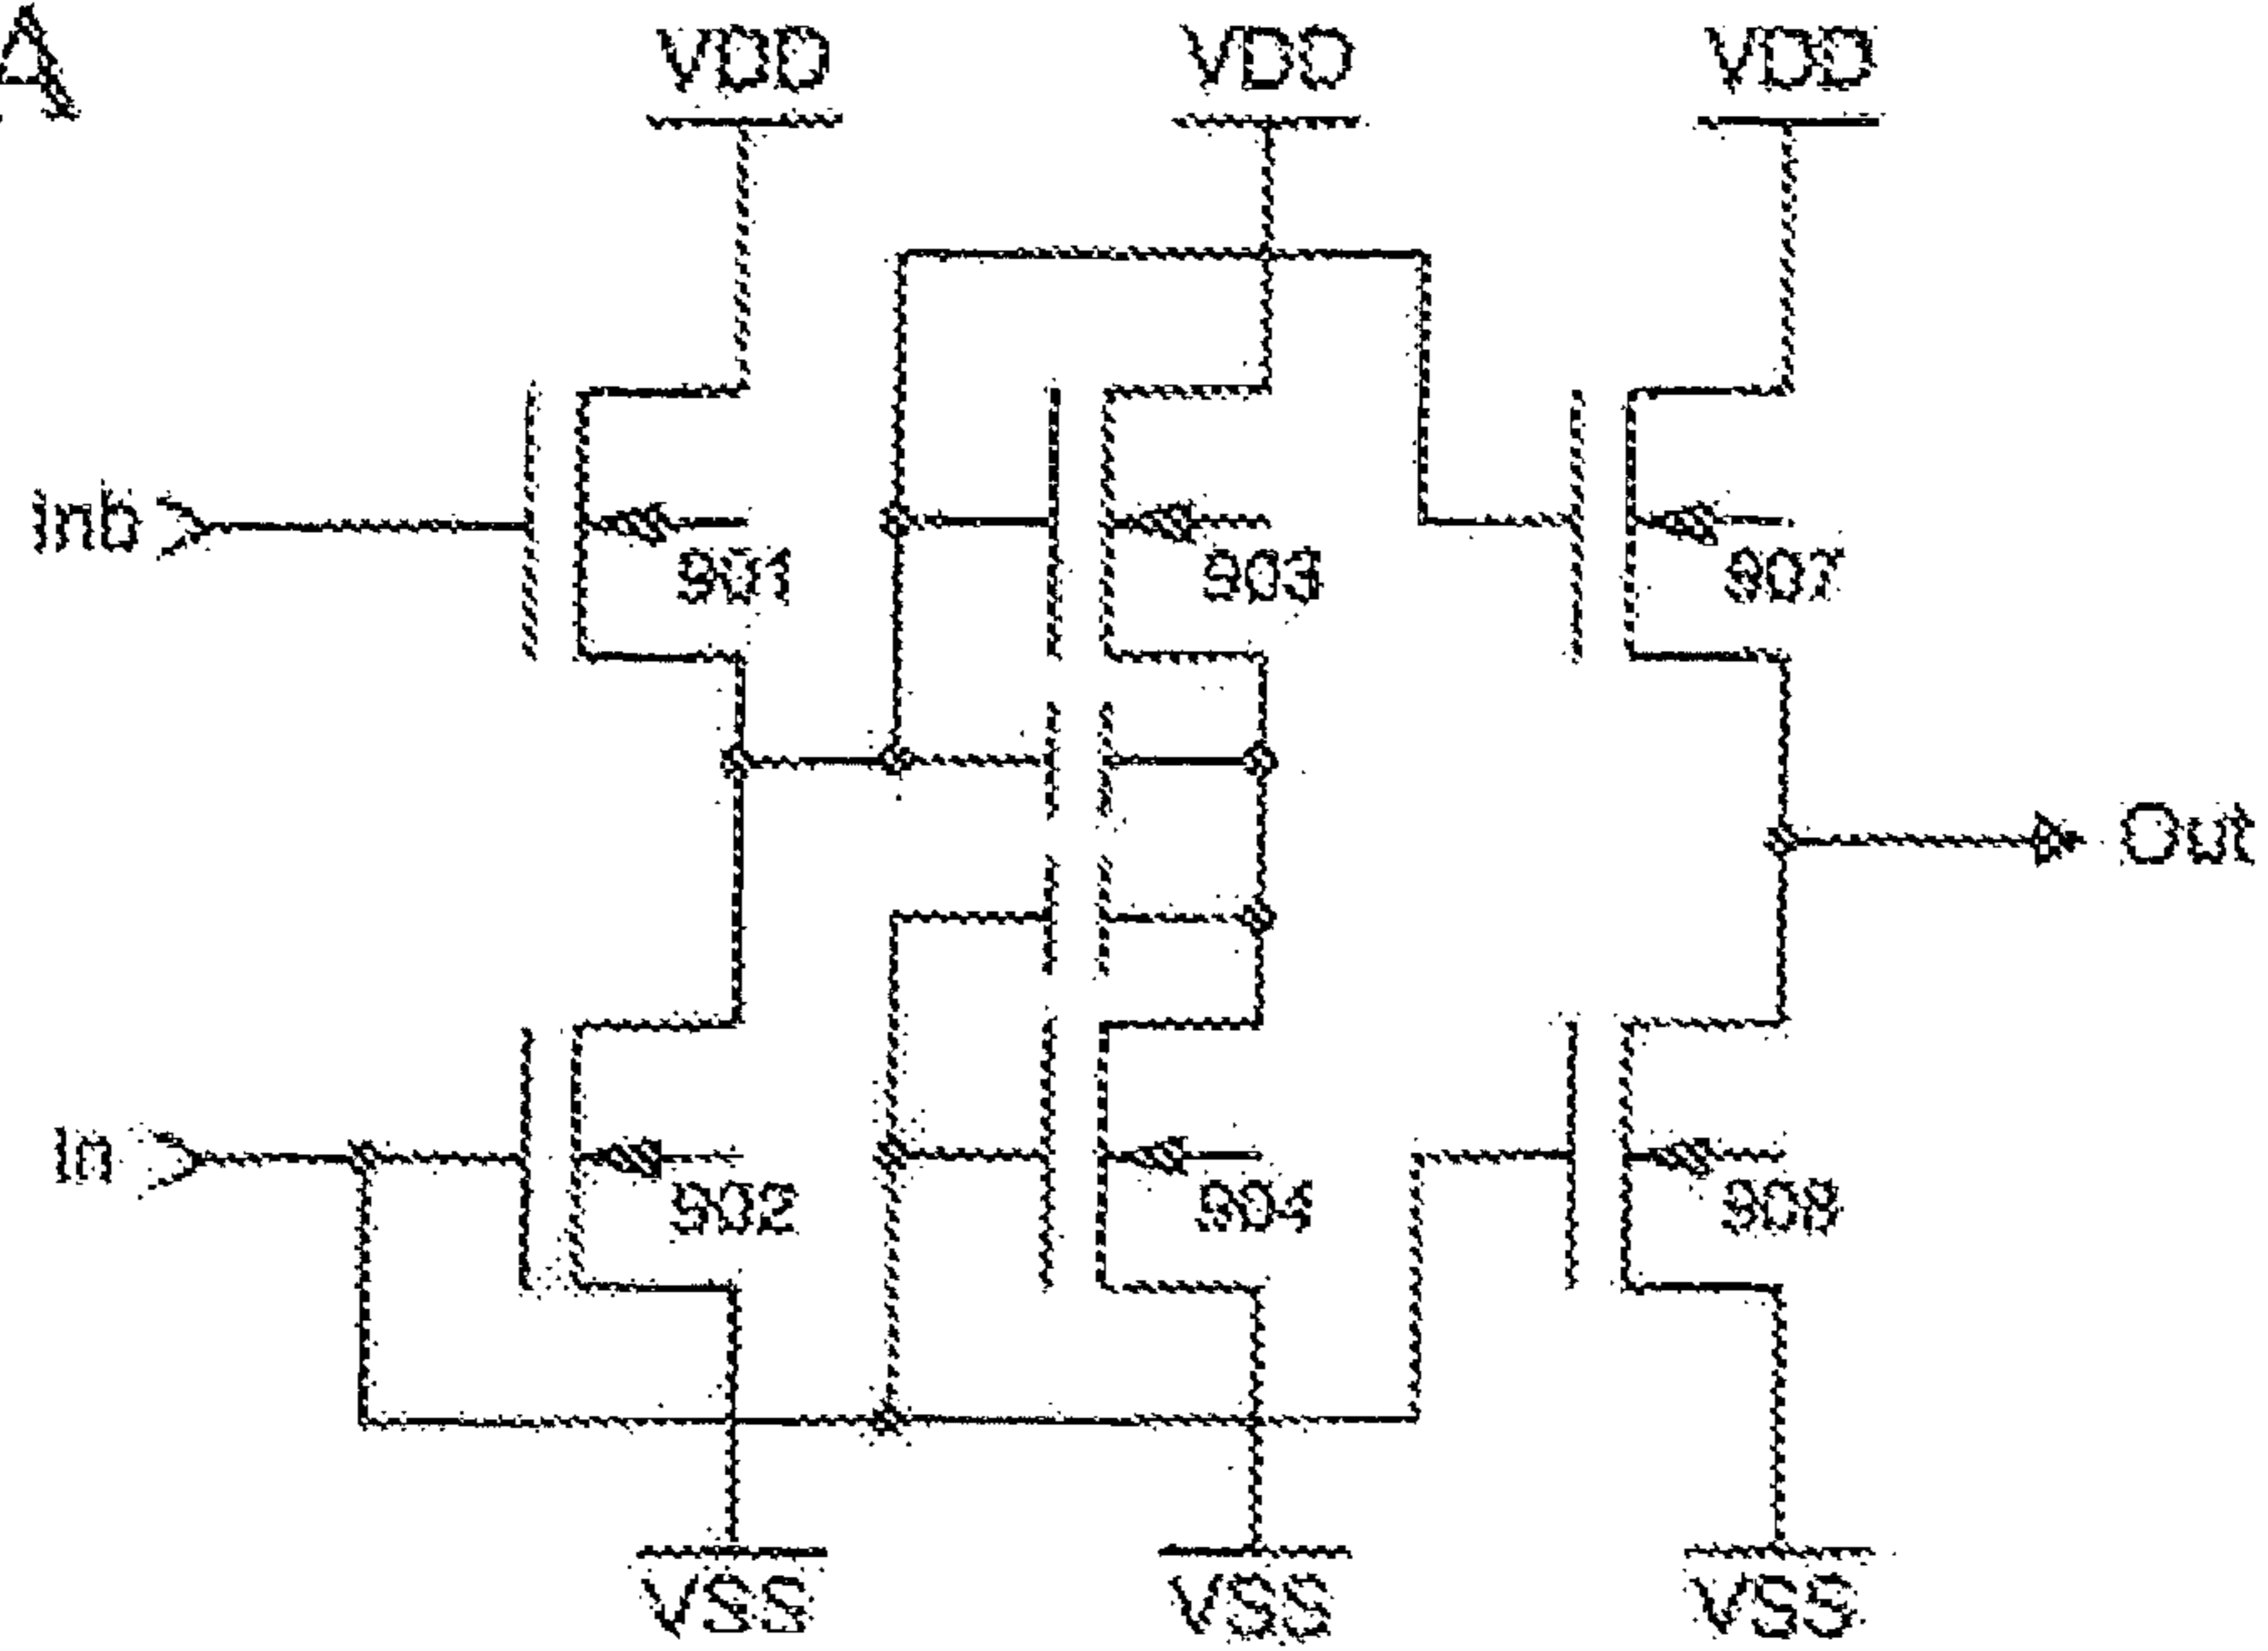 A
VDD VDD VDD
Inb
901 903 907
Out
In
902 904 908
VSS VSS VSS